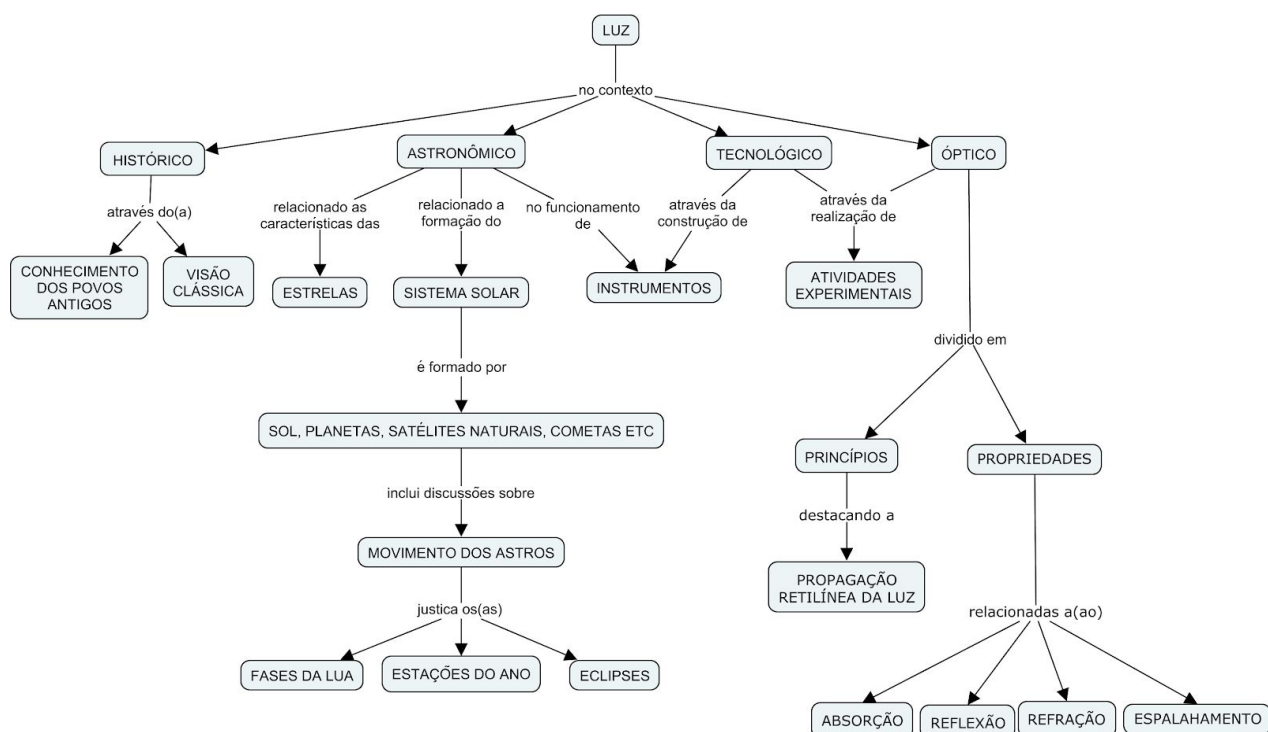 LUZ
no contexto
HISTÓRICO
ASTRONÔMICO
TECNOLÓGICO
ÓPTICO
através do(a)
relacionado as
características das
relacionado a
formação do
no funcionamento
de
através da
construção de
através da
realização de
CONHECIMENTO
DOS POVOS
ANTIGOS
VISÃO
CLÁSSICA
ESTRELAS
SISTEMA SOLAR
INSTRUMENTOS
ATIVIDADES
EXPERIMENTAIS
é formado por
dividido em
SOL, PLANETAS, SATÉLITES NATURAIS, COMETAS ETC
PRINCÍPIOS
PROPRIEDADES
inclui discussões sobre
destacando a
MOVIMENTO DOS ASTROS
PROPAGAÇÃO
RETILÍNEA DA LUZ
justica os(as)
relacionadas a(ao)
FASES DA LUA
ESTAÇÕES DO ANO
ECLIPSES
ABSORÇÃO
REFLEXÃO
REFRAÇÃO
ESPALAHAMENTO